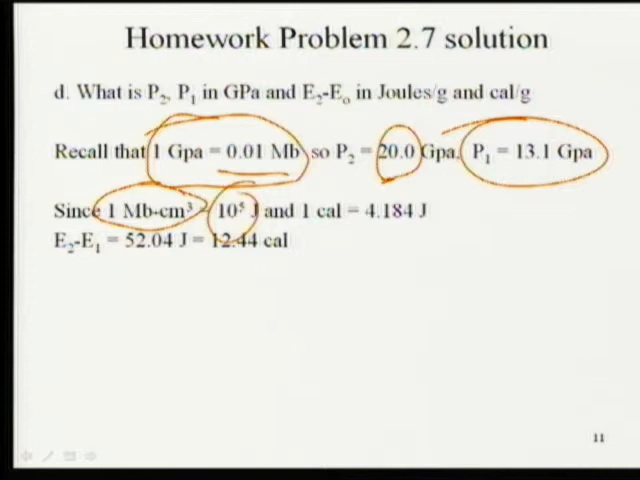 Homework Problem 2.7 solution
d. What is P₂, P₁ in GPa and E₂-Eₒ in Joules/g and cal/g
Recall that 1 Gpa = 0.01 Mb so P₂ = 20.0 Gpa, P₁ = 13.1 Gpa
Since 1 Mb-cm³ = 10⁵ J and 1 cal = 4.184 J
E₂-E₁ = 52.04 J = 12.44 cal
11